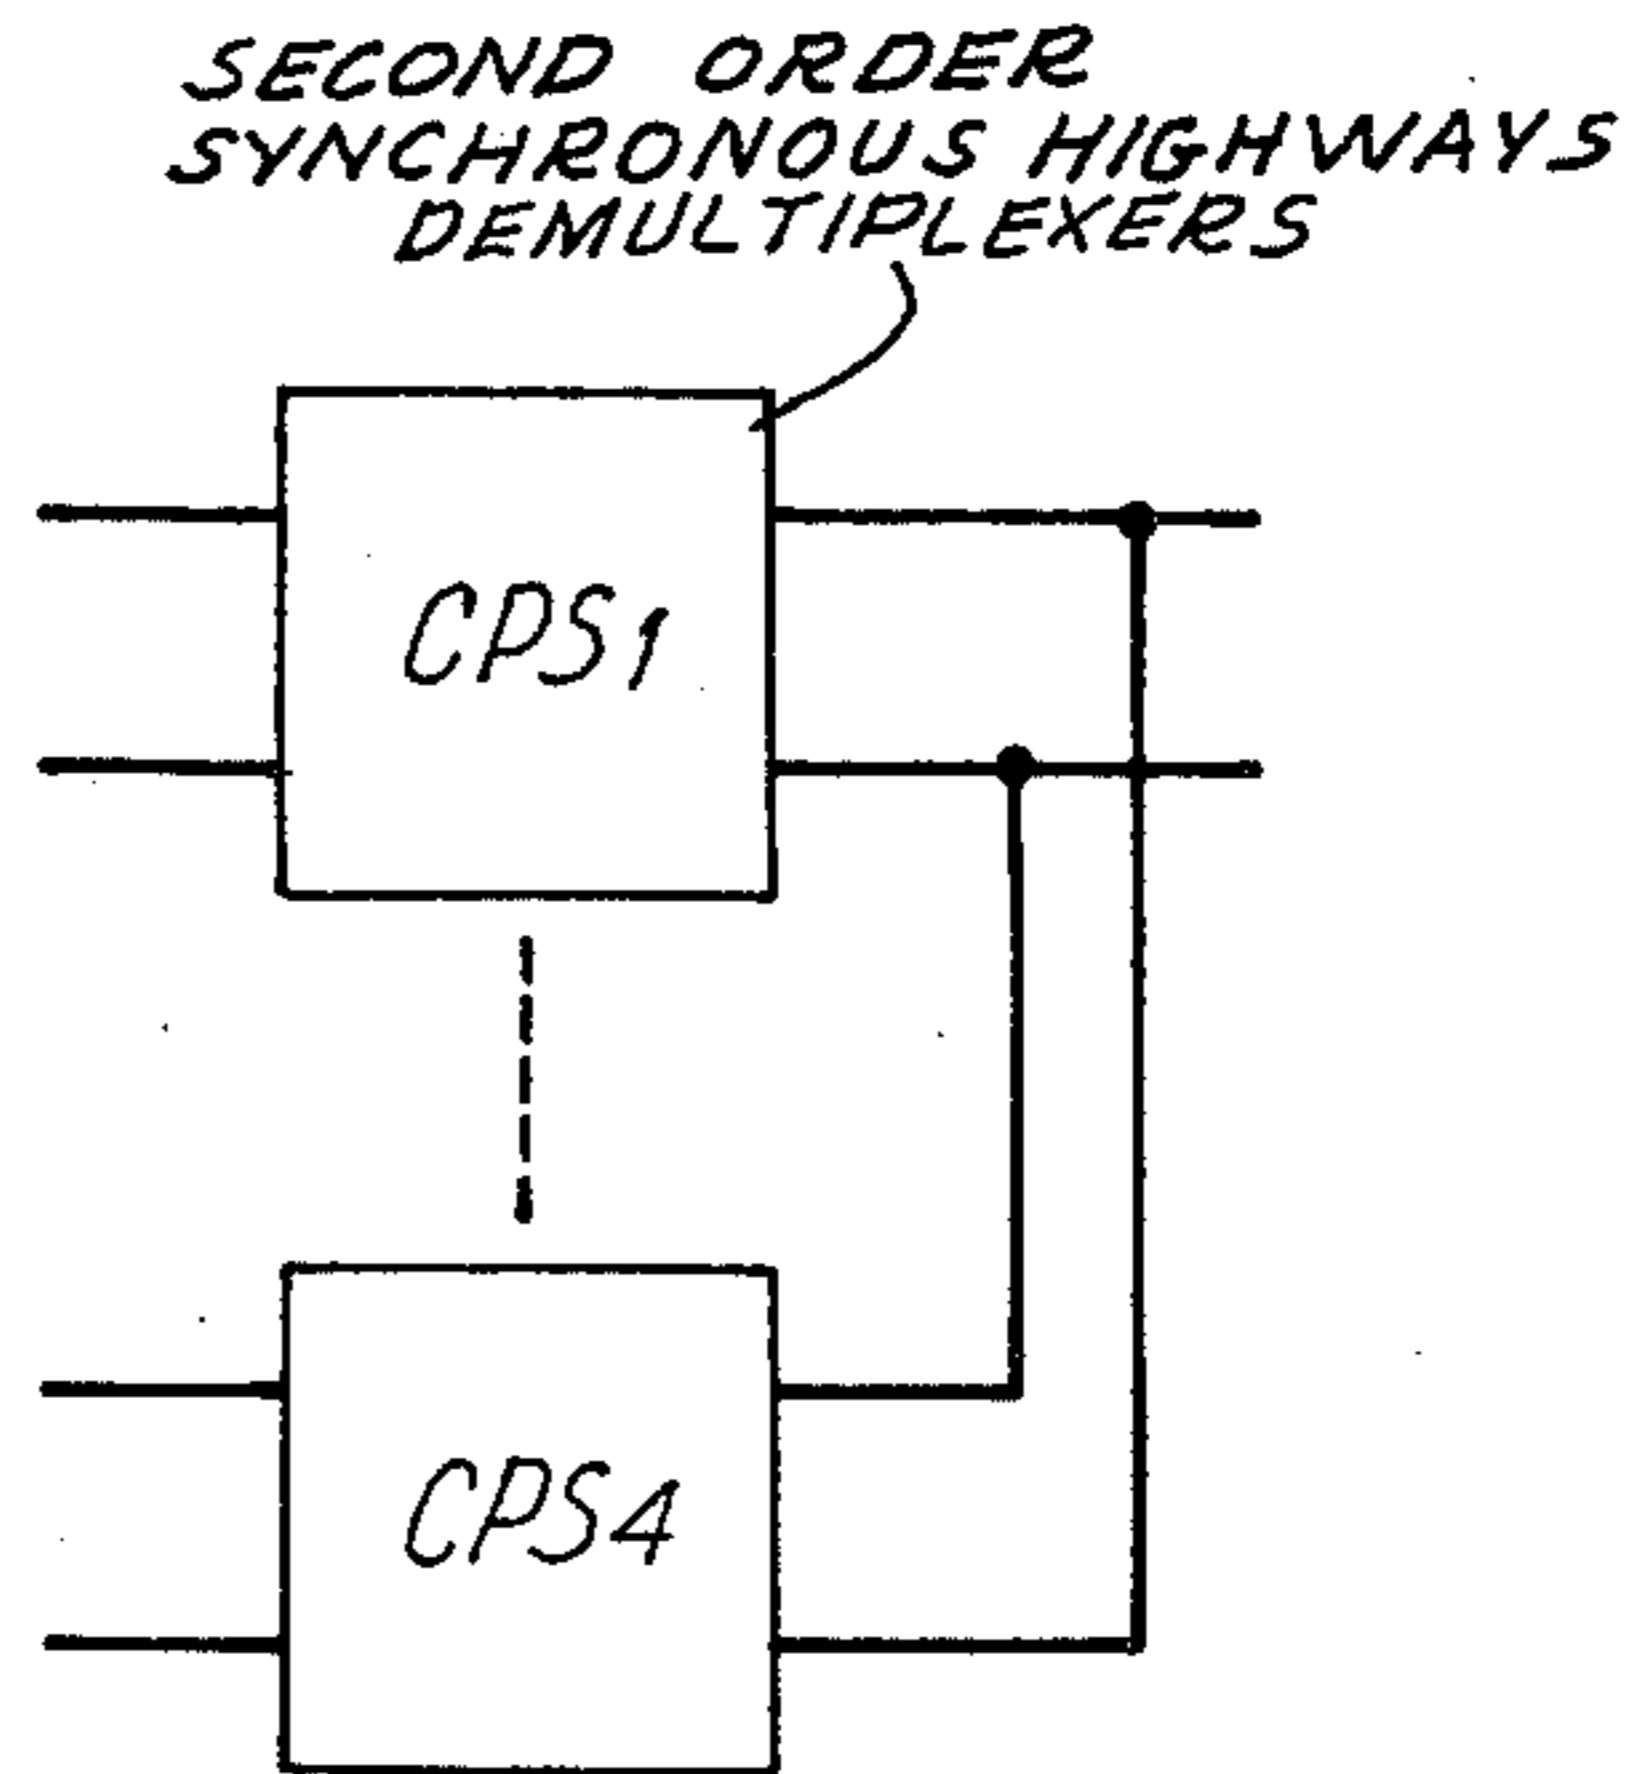 SECOND ORDER
SYNCHRONOUS HIGHWAYS
DEMULTIPLEXERS
CPS1
CPS4